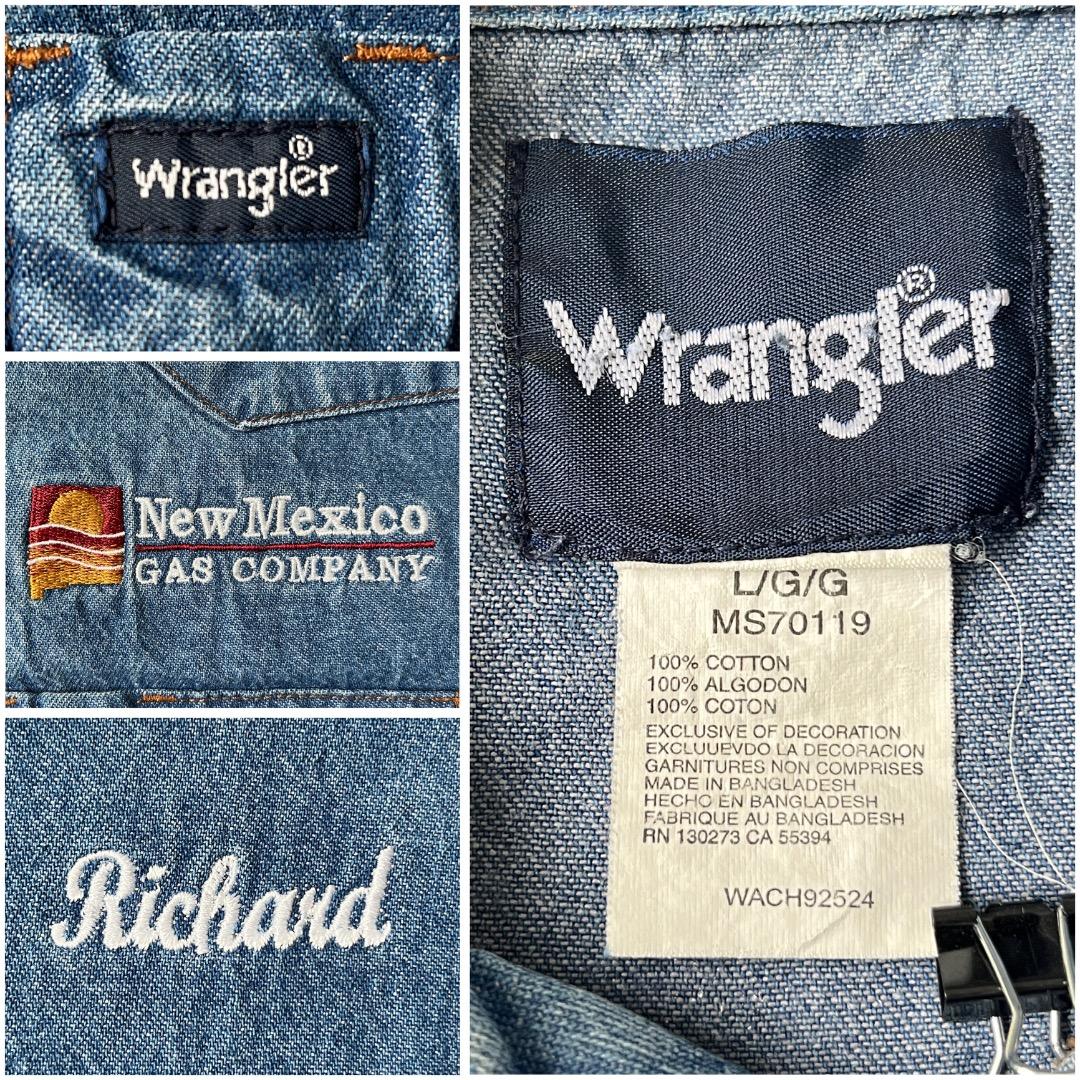 Wrangler®
New Mexico
GAS COMPANY
Richard
Wrangler®
L/G/G
MS70119
100% COTTON
100% ALGODON
100% COTON
EXCLUSIVE OF DECORATION
EXCLUUEVDO LA DECORACION
GARNITURES NON COMPRISES
MADE IN BANGLADESH
HECHO EN BANGLADESH
FABRIQUE AU BANGLADESH
RN 130273 CA 55394
WACH92524